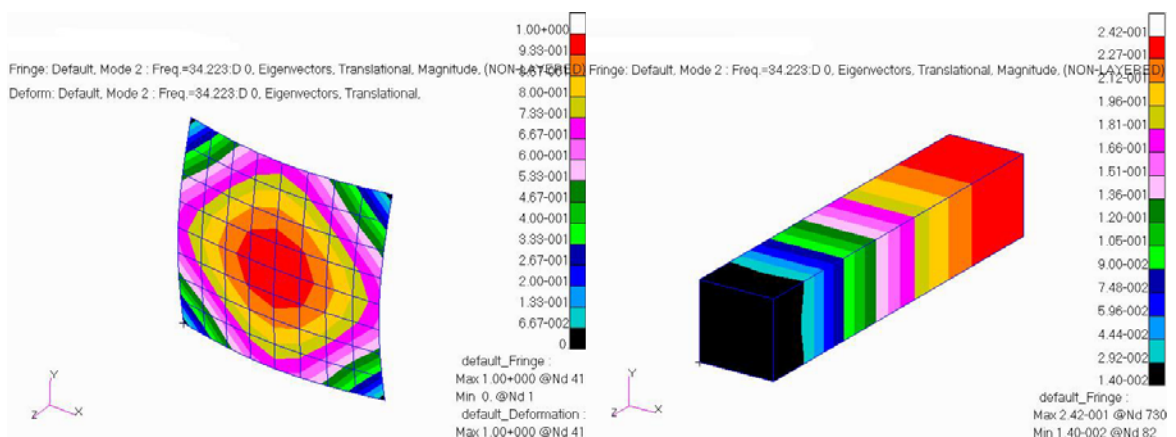 1.00+000
9.33-001
Fringe: Default, Mode 2 : Freq.=34.223:D 0, Eigenvectors, Translational, Magnitude, (NON-LAYERED)
8.67-001
Deform: Default, Mode 2 : Freq.=34.223:D 0, Eigenvectors, Translational,
8.00-001
7.33-001
6.67-001
6.00-001
5.33-001
4.67-001
4.00-001
3.33-001
2.67-001
2.00-001
1.33-001
6.67-002
0
default_Fringe :
Max 1.00+000 @Nd 41
Min 0. @Nd 1
default_Deformation :
Max 1.00+000 @Nd 41
Y
Z
X
2.42-001
2.27-001
Fringe: Default, Mode 2 : Freq.=34.223:D 0, Eigenvectors, Translational, Magnitude, (NON-LAYERED)
2.12-001
1.96-001
1.81-001
1.66-001
1.51-001
1.36-001
1.20-001
1.05-001
9.00-002
7.48-002
5.96-002
4.44-002
2.92-002
1.40-002
default_Fringe :
Max 2.42-001 @Nd 730
Min 1.40-002 @Nd 82
Y
Z
X